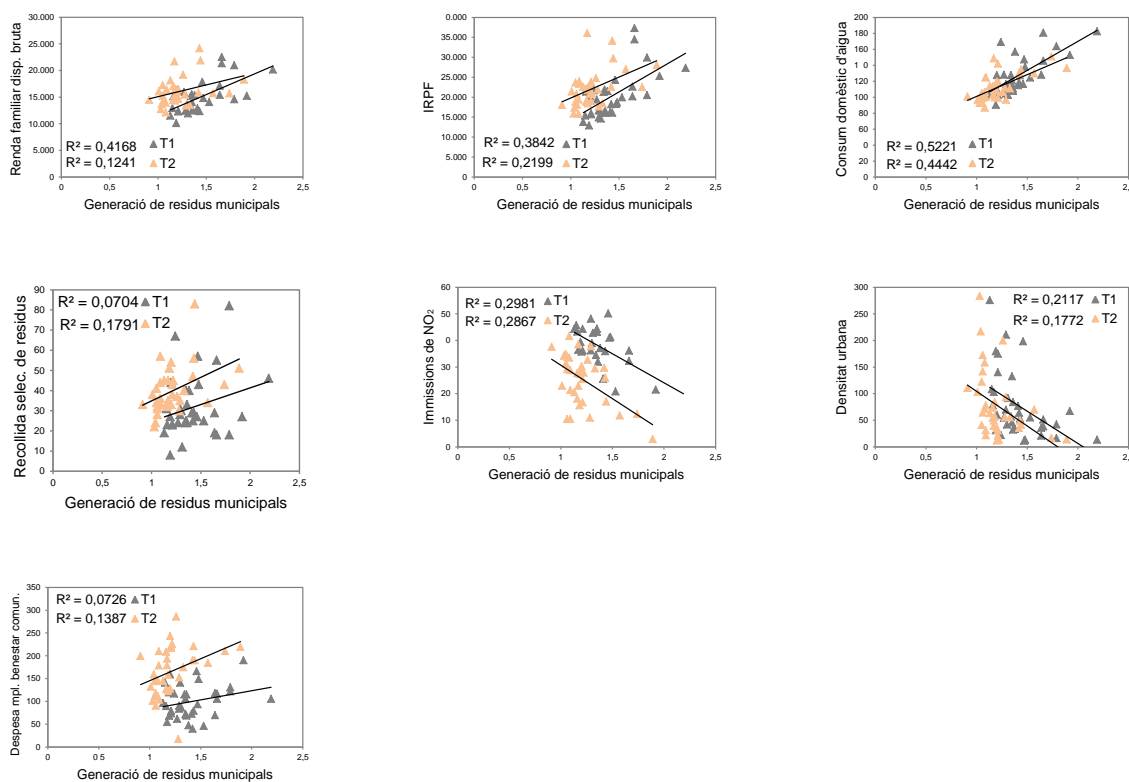 Renda familiar disp. bruta
30.000
25.000
20.000
15.000
10.000
5.000
0
R² = 0,4168 T1
R² = 0,1241 T2
0 0,5 1 1,5 2 2,5
Generació de residus municipals
IRPF
0.000
35.000
30.000
25.000
20.000
15.000
10.000
5.000
0
R² = 0,3842 T1
R² = 0,2199 T2
0 0,5 1 1,5 2 2,5
Generació de residus municipals
Consum domèstic d'aigua
200
180
160
1 0
120
100
80
60
0
20
0
R² = 0,5221 T1
R² = 0,4442 T2
0 0,5 1 1,5 2 2,5
Generació de residus municipals
Recollida selec. de residus
90
80
70
60
50
40
30
20
10
0
R² = 0,0704 T1
R² = 0,1791 T2
0 0,5 1 1,5 2 2,5
Generació de residus municipals
Immissions de NO₂
60
50
0
30
20
10
0
R² = 0,2981 T1
R² = 0,2867 T2
0 0,5 1 1,5 2 2,5
Generació de residus municipals
Densitat urbana
300
250
200
150
100
50
0
R² = 0,2117 T1
R² = 0,1772 T2
0 0,5 1 1,5 2 2,5
Generació de residus municipals
Despesa mpl. benestar comun.
350
300
250
200
150
100
50
0
R² = 0,0726 T1
R² = 0,1387 T2
0 0,5 1 1,5 2 2,5
Generació de residus municipals